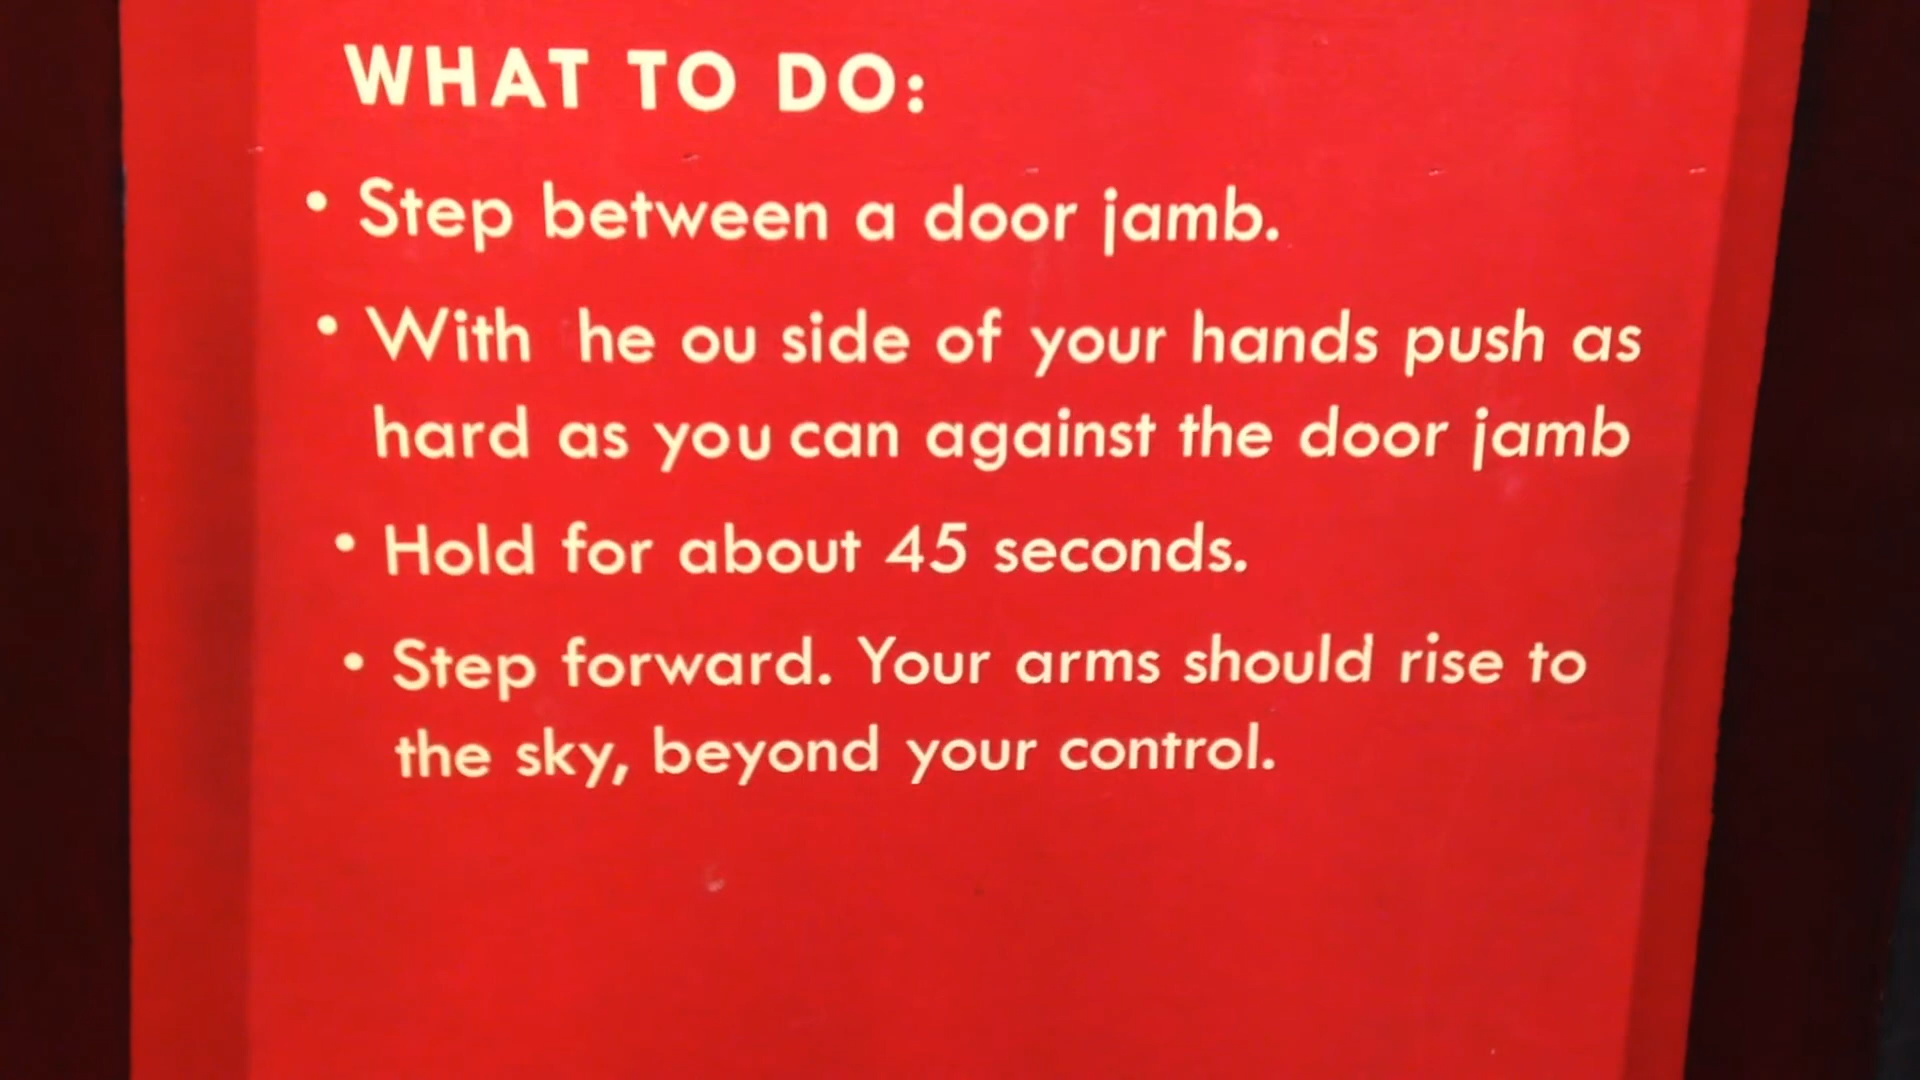 WHAT TO DO:
• Step between a door jamb.
• With he ou side of your hands push as
hard as you can against the door jamb
• Hold for about 45 seconds.
• Step forward. Your arms should rise to
the sky, beyond your control.